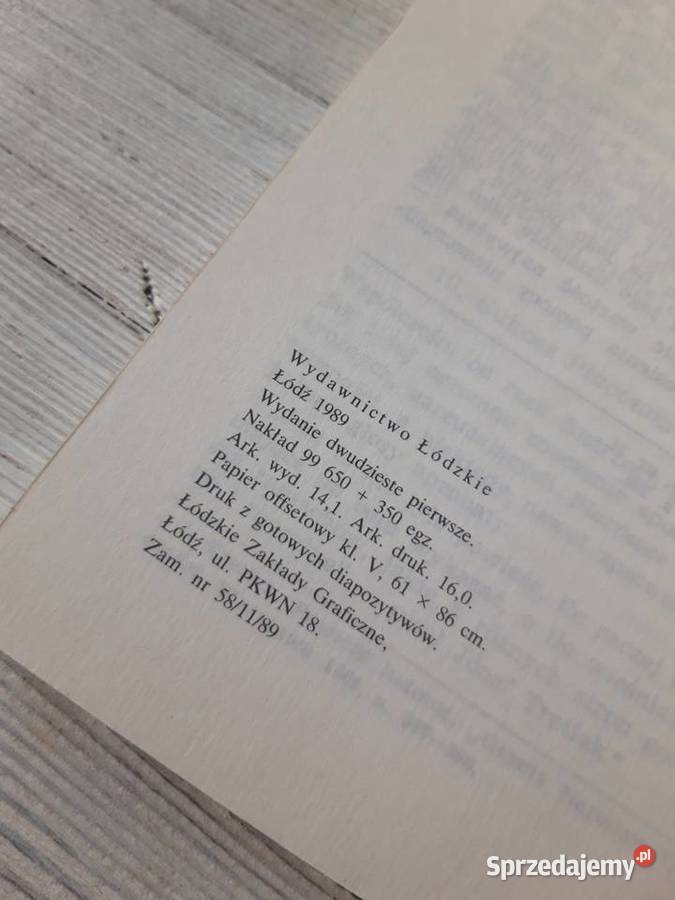 Wydawnictwo Łódzkie
Łódź 1989
Wydanie dwudzieste pierwsze.
Nakład 99 650 + 350 egz.
Ark. wyd. 14,1. Ark. druk. 16,0.
Papier offsetowy kl. V, 61 × 86 cm.
Druk z gotowych diapozytywów.
Łódzkie Zakłady Graficzne,
Łódź, ul. PKWN 18.
Zam. nr 58/11/89
Sprzedajemy.pl